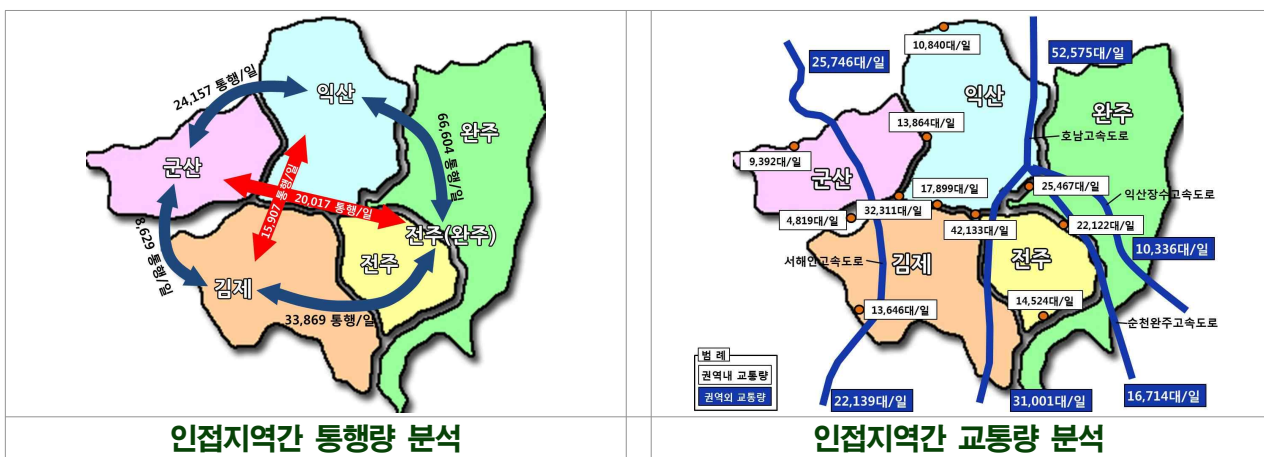 24,157 통행/일
익산
완주
66,604 통행/일
군산
15,907 통행/일
20,017 통행/일
8,629 통행/일
전주(완주)
전주
김제
33,869 통행/일
인접지역간 통행량 분석
10,840대/일
52,575대/일
25,746대/일
익산
완주
13,864대/일
호남고속도로
9,392대/일
군산
17,899대/일
25,467대/일
익산장수고속도로
4,819대/일
32,311대/일
42,133대/일
22,122대/일
10,336대/일
서해안고속도로
김제
전주
13,646대/일
14,524대/일
순천완주고속도로
범 례
권역내 교통량
권역외 교통량
22,139대/일
31,001대/일
16,714대/일
인접지역간 교통량 분석